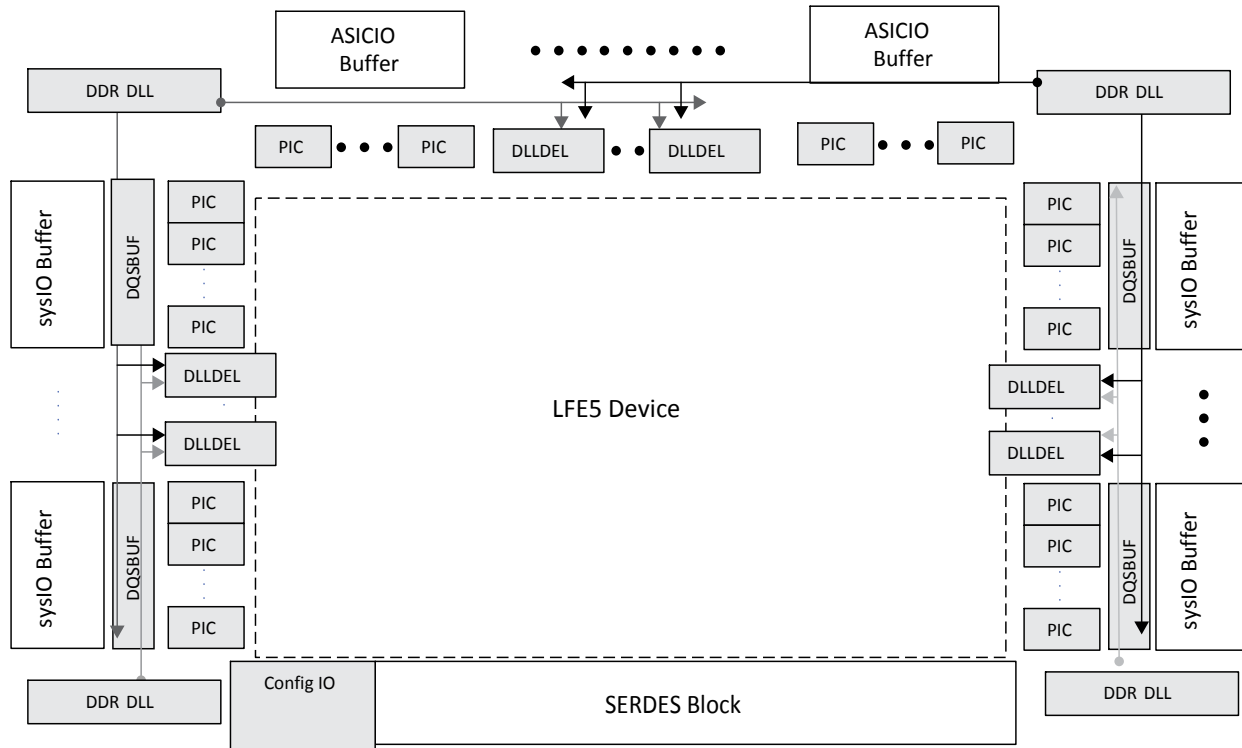 ASICIO
Buffer
ASICIO
Buffer
DDR DLL
DDR DLL
PIC
PIC
DLLDEL
DLLDEL
PIC
PIC
sysIO Buffer
DQSBUF
PIC
PIC
PIC
DLLDEL
DLLDEL
sysIO Buffer
DQSBUF
PIC
PIC
PIC
DDR DLL
LFE5 Device
PIC
PIC
PIC
DQSBUF
sysIO Buffer
DLLDEL
DLLDEL
PIC
PIC
PIC
DQSBUF
sysIO Buffer
DDR DLL
Config IO
SERDES Block